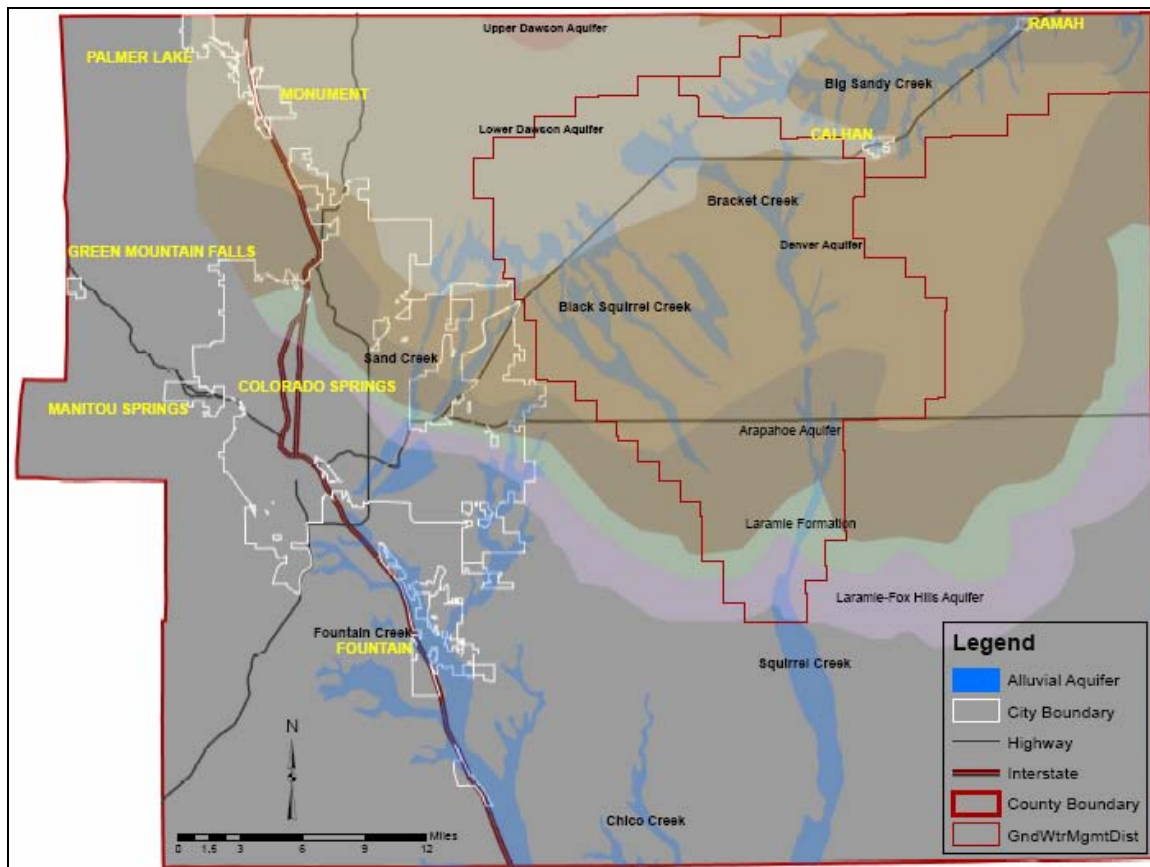 Upper Dawson Aquifer
RAMAH
PALMER LAKE
Big Sandy Creek
MONUMENT
Lower Dawson Aquifer
CALHAN
Bracket Creek
GREEN MOUNTAIN FALLS
Denver Aquifer
Black Squirrel Creek
Sand Creek
COLORADO SPRINGS
MANITOU SPRINGS
Arapahoe Aquifer
Laramie Formation
Laramie-Fox Hills Aquifer
Fountain Creek
FOUNTAIN
Squirrel Creek
Chico Creek
N
Miles
0 1.5 3 6 9 12
Legend
Alluvial Aquifer
City Boundary
Highway
Interstate
County Boundary
GndWtrMgmtDist